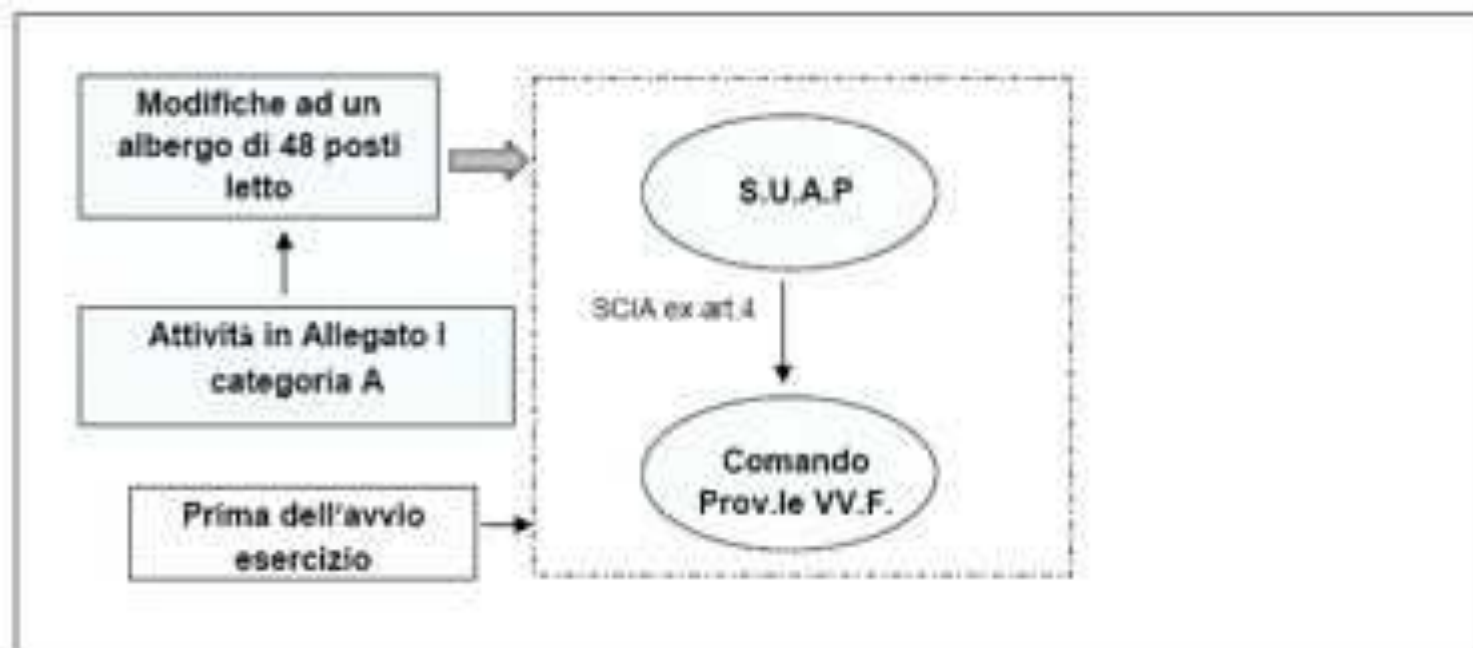 Modifiche ad un
albergo di 48 posti
letto
S.U.A.P
SCIA ex art.4
Attività in Allegato I
categoria A
Comando
Prov.le VV.F.
Prima dell'avvio
esercizio